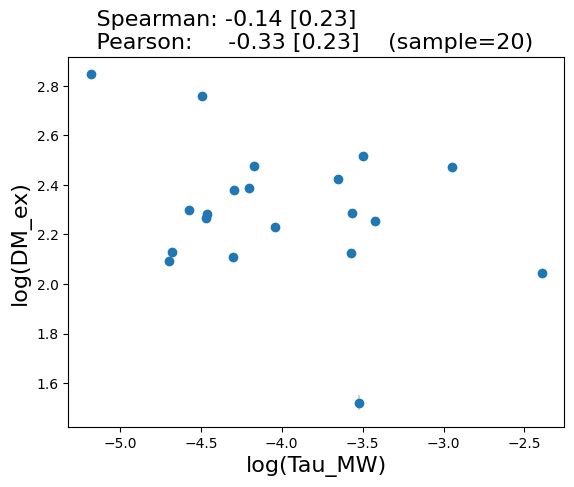 Spearman: -0.14 [0.23]
Pearson: -0.33 [0.23] (sample=20)
log(DM_ex)
2.8
2.6
2.4
2.2
2.0
1.8
1.6
−5.0 −4.5 −4.0 −3.5 −3.0 −2.5
log(Tau_MW)